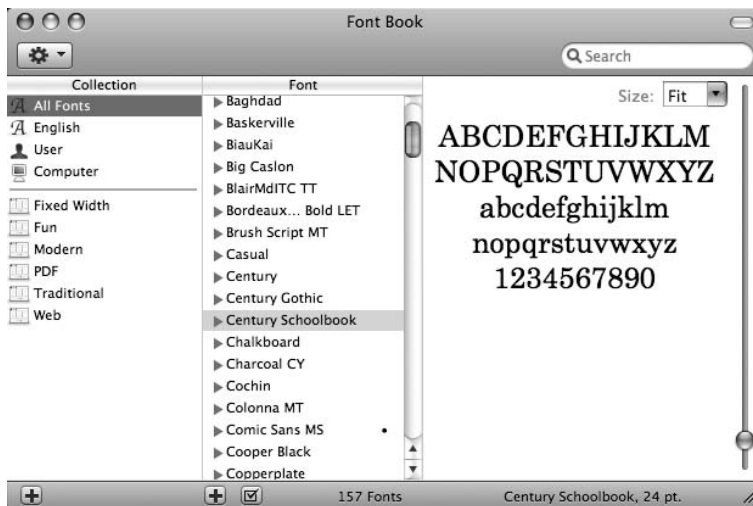 Font Book
Search
Collection
All Fonts
English
User
Computer
Fixed Width
Fun
Modern
PDF
Traditional
Web
Font
Baghdad
Baskerville
BiauKai
Big Caslon
BlairMdITC TT
Bordeaux... Bold LET
Brush Script MT
Casual
Century
Century Gothic
Century Schoolbook
Chalkboard
Charcoal CY
Cochin
Colonna MT
Comic Sans MS •
Cooper Black
Copperplate
Size: Fit
ABCDEFGHIJKLM
NOPQRSTUVWXYZ
abcdefghijklm
nopqrstuvwxyz
1234567890
157 Fonts
Century Schoolbook, 24 pt.